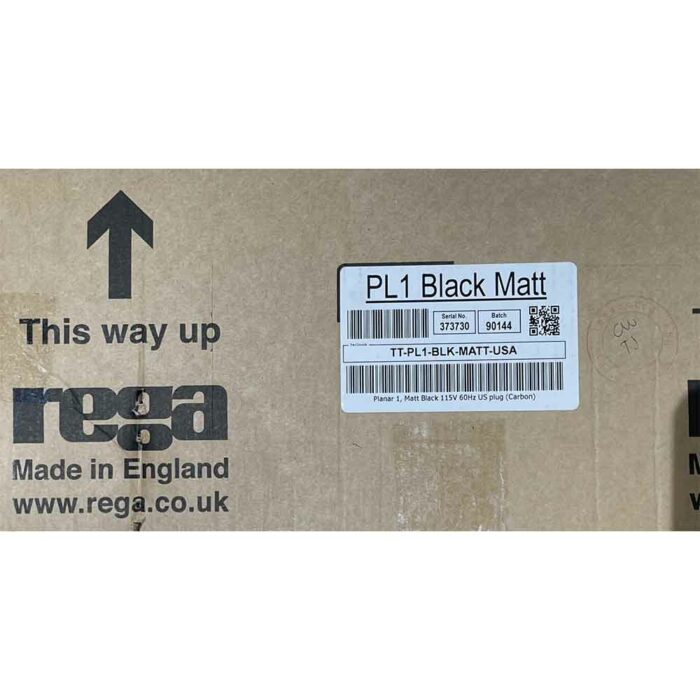 This way up
rega
Made in England
www.rega.co.uk
PL1 Black Matt
Serial No.
373730
Batch
90144
TT-PL1-BLK-MATT-USA
Planar 1, Matt Black 115V 60Hz US plug (Carbon)